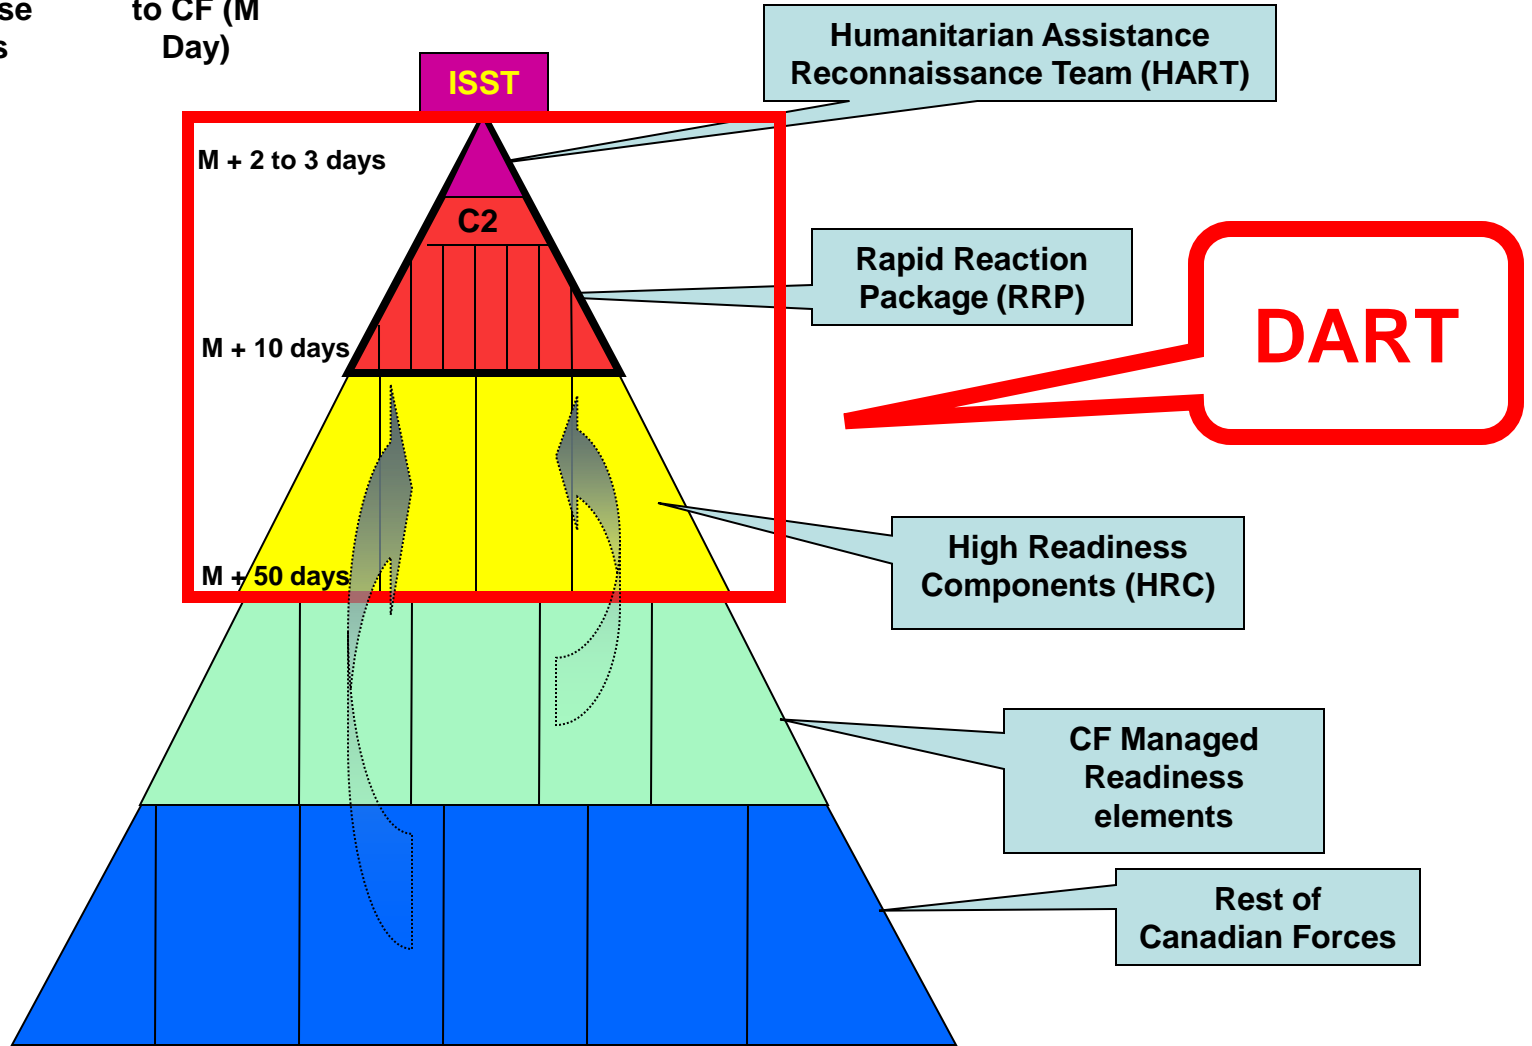 to CF (M
Day)
ISST
Humanitarian Assistance
Reconnaissance Team (HART)
M + 2 to 3 days
C2
Rapid Reaction
Package (RRP)
DART
M + 10 days
High Readiness
Components (HRC)
M + 50 days
CF Managed
Readiness
elements
Rest of
Canadian Forces